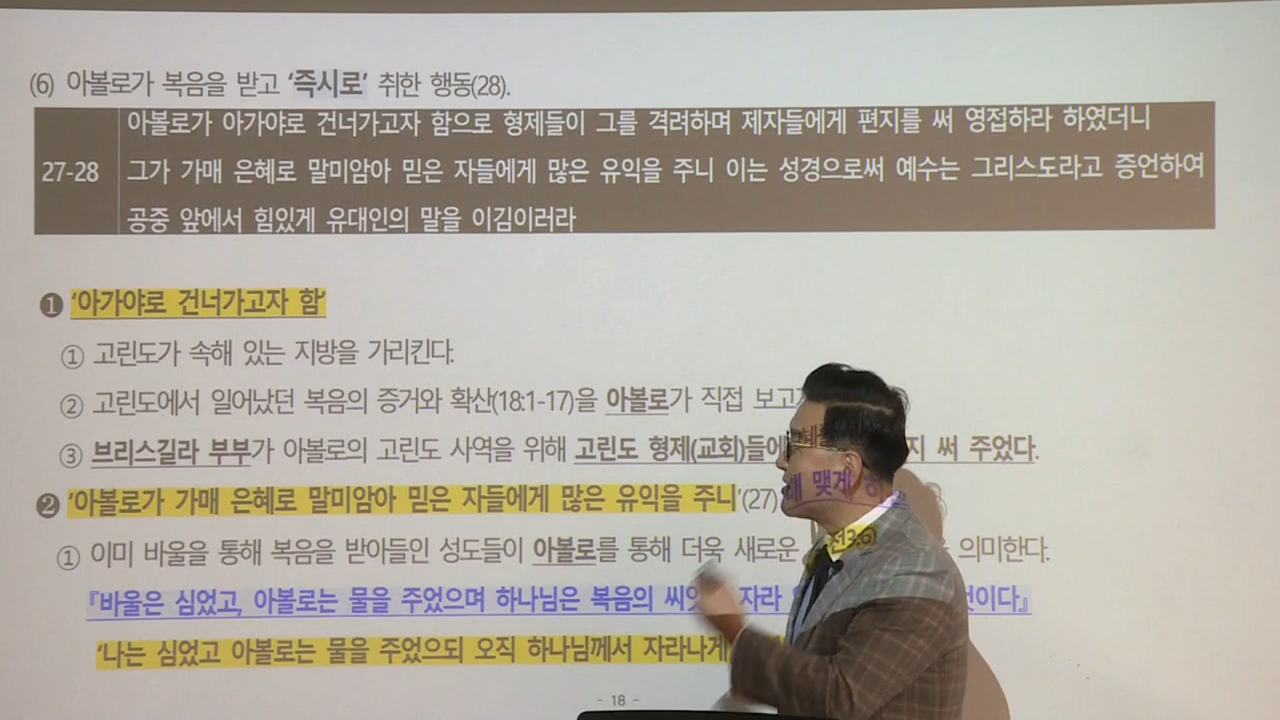 (6) 아볼로가 복음을 받고 '즉시로' 취한 행동(28).
27-28
아볼로가 아가야로 건너가고자 함으로 형제들이 그를 격려하며 제자들에게 편지를 써 영접하라 하였더니
그가 가매 은혜로 말미암아 믿은 자들에게 많은 유익을 주니 이는 성경으로써 예수는 그리스도라고 증언하여
공중 앞에서 힘있게 유대인의 말을 이김이러라
❶ '아가야로 건너가고자 함'
① 고린도가 속해 있는 지방을 가리킨다.
② 고린도에서 일어났던 복음의 증거와 확산(18:1-17)을 아볼로가 직접 보고
③ 브리스길라 부부가 아볼로의 고린도 사역을 위해 고린도 형제(교회)들에 지 써 주었다.
❷ '아볼로가 가매 은혜로 말미암아 믿은 자들에게 많은 유익을 주니'(27)
① 이미 바울을 통해 복음을 받아들인 성도들이 아볼로를 통해 더욱 새로운 의미한다.
『바울은 심었고, 아볼로는 물을 주었으며 하나님은 복음의 자라 것이다』
'나는 심었고 아볼로는 물을 주었으되 오직 하나님께서 자라나게
맺게
전3:6)
- 18 -